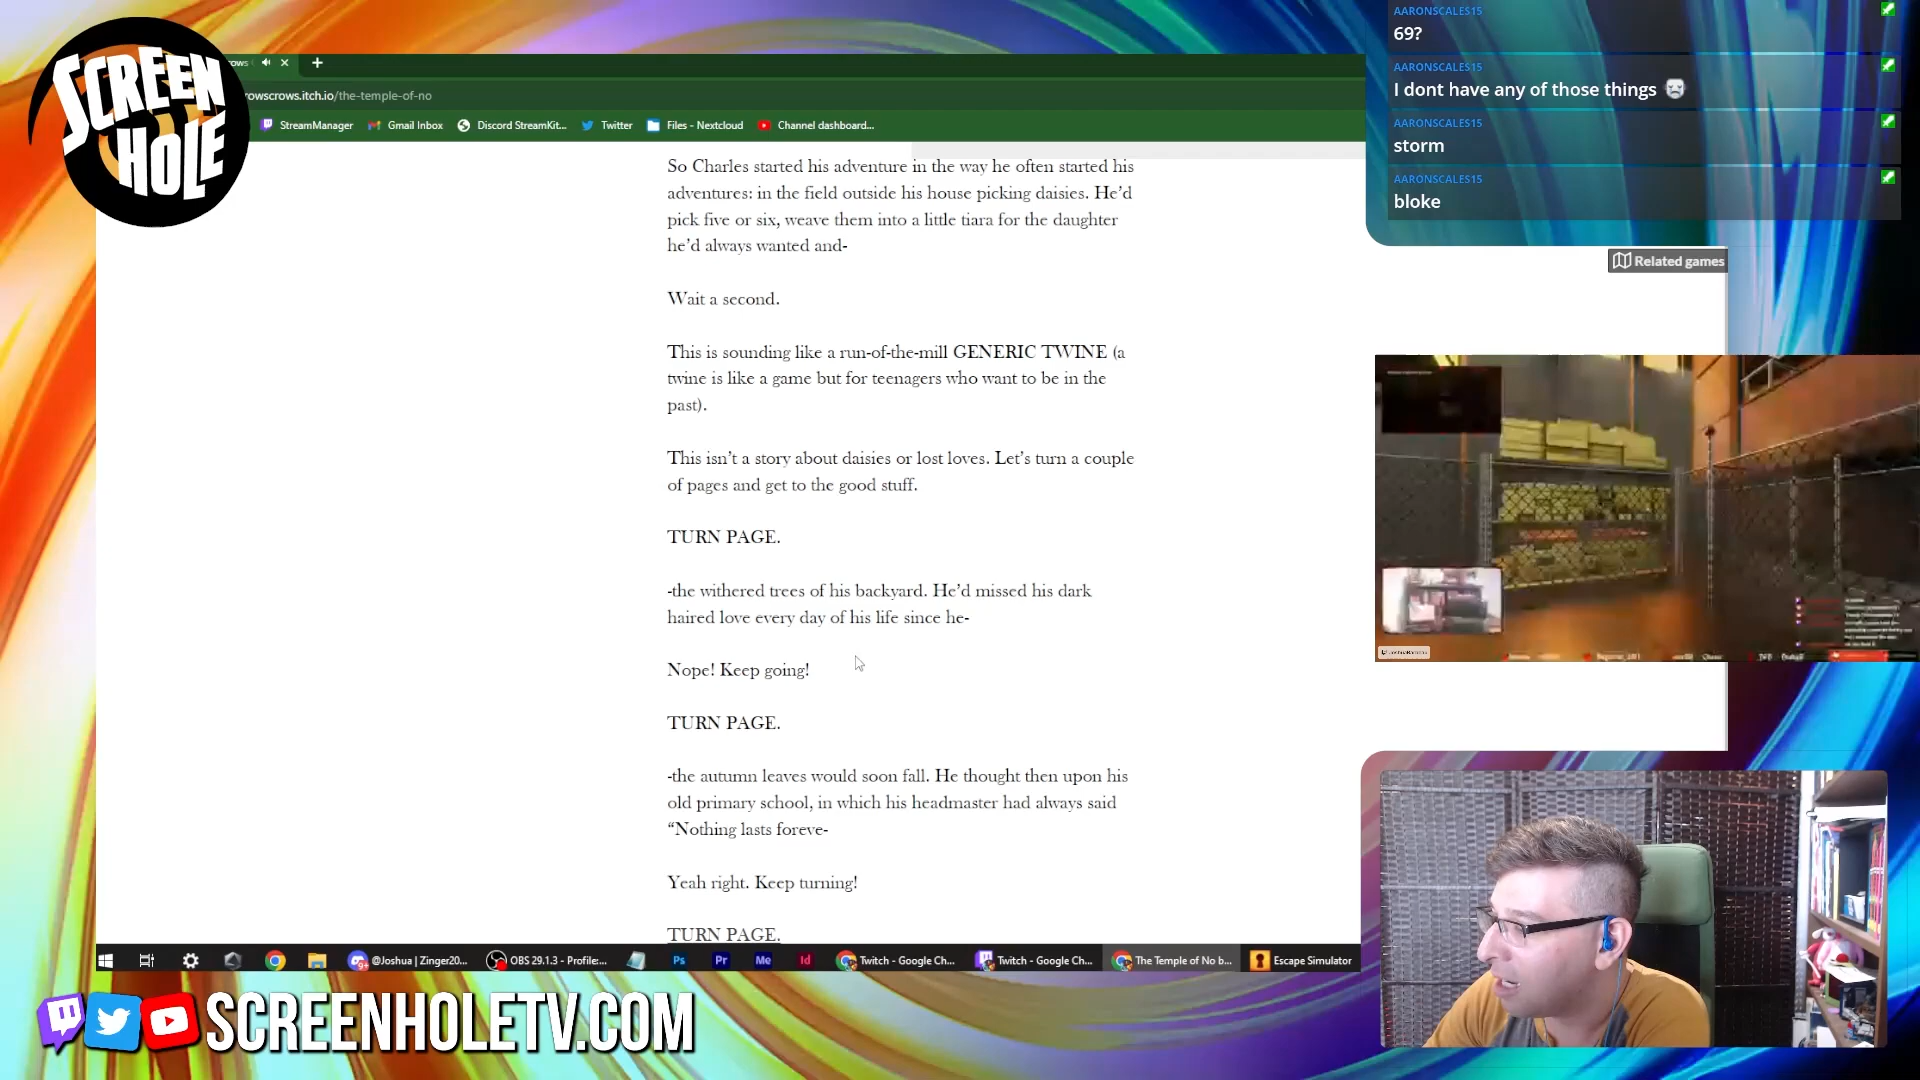 SCREEN
HOLE
rows
rowscrows.itch.io/the-temple-of-no
StreamManager
Gmail Inbox
Discord StreamKit...
Twitter
Files - Nextcloud
Channel dashboard...
So Charles started his adventure in the way he often started his
adventures: in the field outside his house picking daisies. He’d
pick five or six, weave them into a little tiara for the daughter
he’d always wanted and-
Wait a second.
This is sounding like a run-of-the-mill GENERIC TWINE (a
twine is like a game but for teenagers who want to be in the
past).
This isn’t a story about daisies or lost loves. Let’s turn a couple
of pages and get to the good stuff.
TURN PAGE.
-the withered trees of his backyard. He’d missed his dark
haired love every day of his life since he-
Nope! Keep going!
TURN PAGE.
-the autumn leaves would soon fall. He thought then upon his
old primary school, in which his headmaster had always said
“Nothing lasts foreve-
Yeah right. Keep turning!
TURN PAGE.
AARONSCALES15
69?
AARONSCALES15
I dont have any of those things
AARONSCALES15
storm
AARONSCALES15
bloke
Related games
@Joshua | Zinger20...
OBS 29.1.3 - Profile:...
Ps
Pr
Me
Id
Twitch - Google Ch...
Twitch - Google Ch...
The Temple of No b...
Escape Simulator
SCREENHOLETV.COM